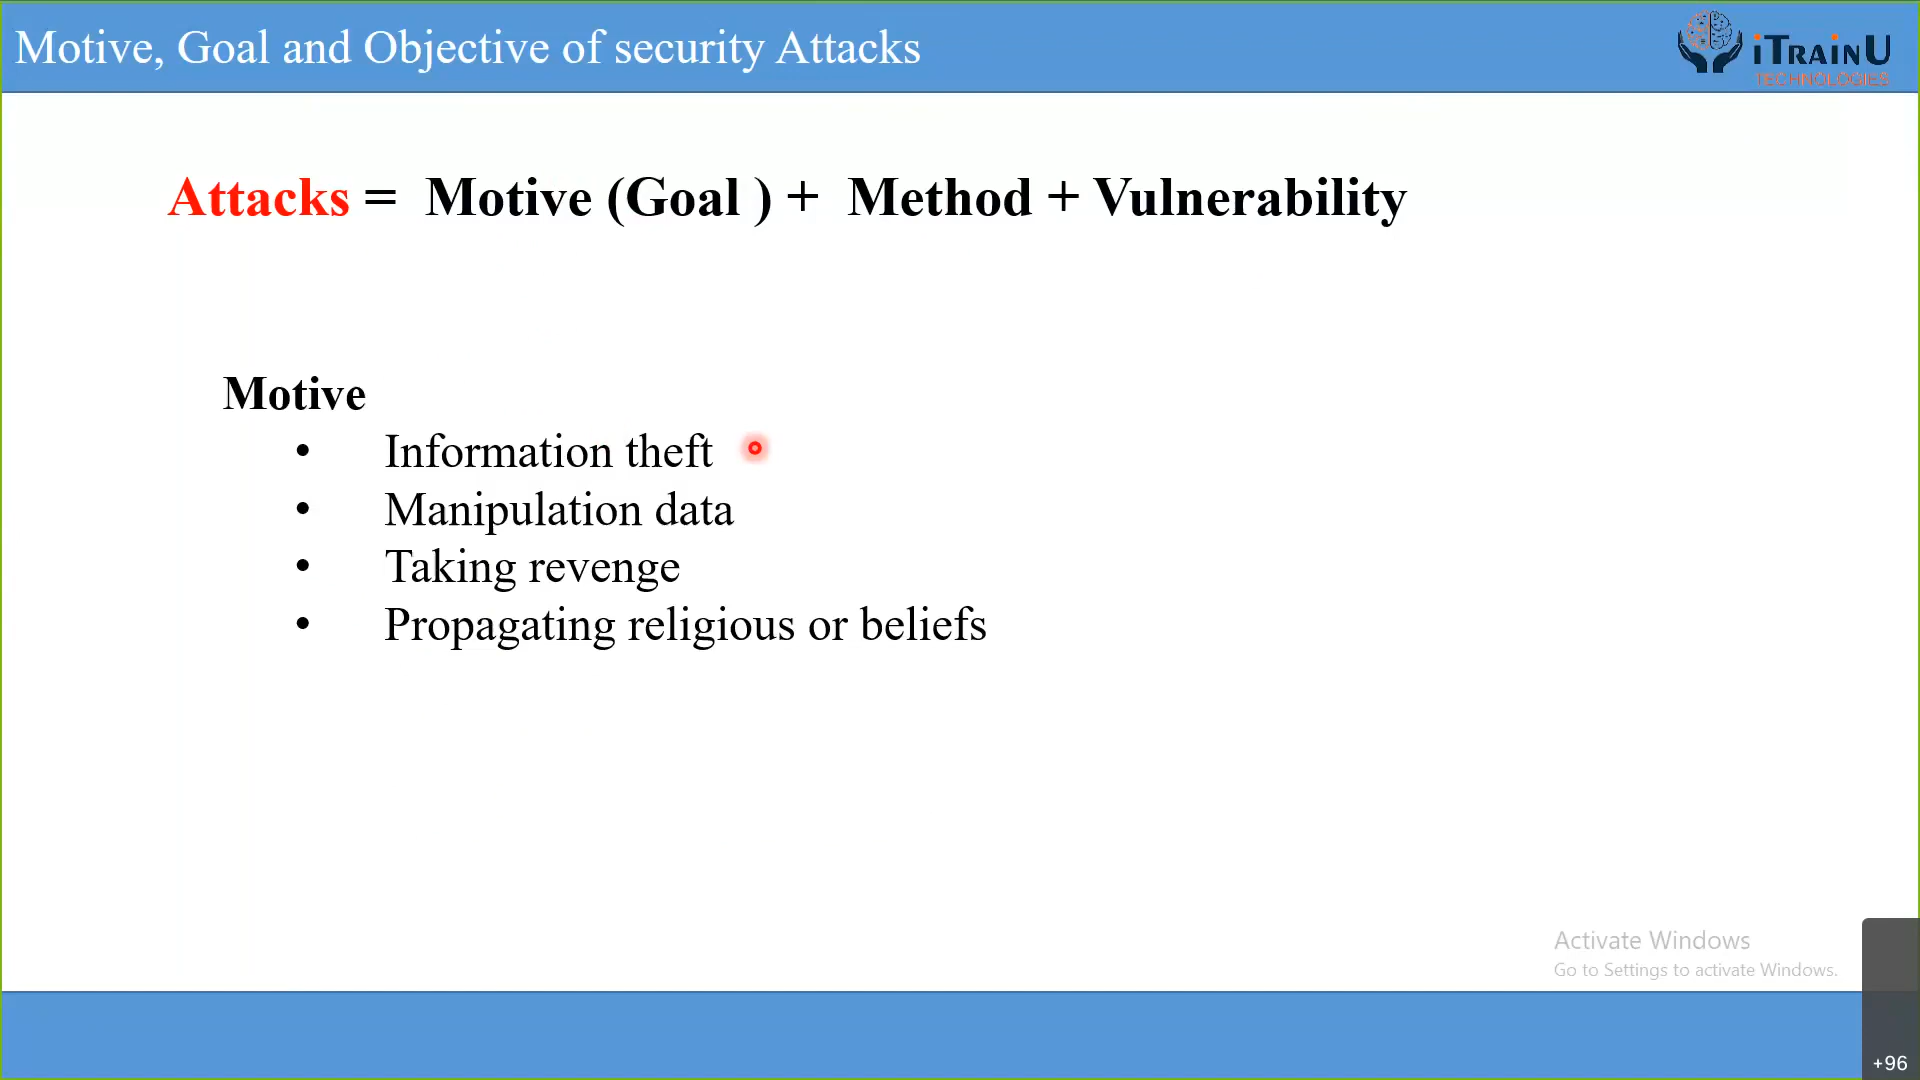 Motive, Goal and Objective of security Attacks
iTRAINU
TECHNOLOGIES
Attacks = Motive (Goal ) + Method + Vulnerability
Motive
• Information theft
• Manipulation data
• Taking revenge
• Propagating religious or beliefs
Activate Windows
Go to Settings to activate Windows.
+96